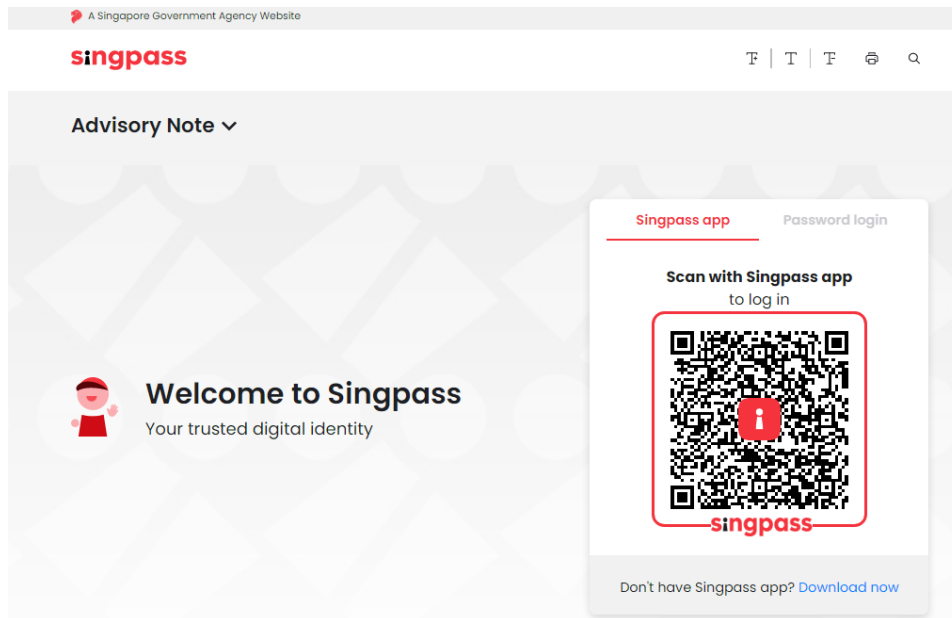 A Singapore Government Agency Website
singpass
Advisory Note
Singpass app
Password login
Scan with Singpass app
to log in
singpass
Welcome to Singpass
Your trusted digital identity
Don't have Singpass app? Download now